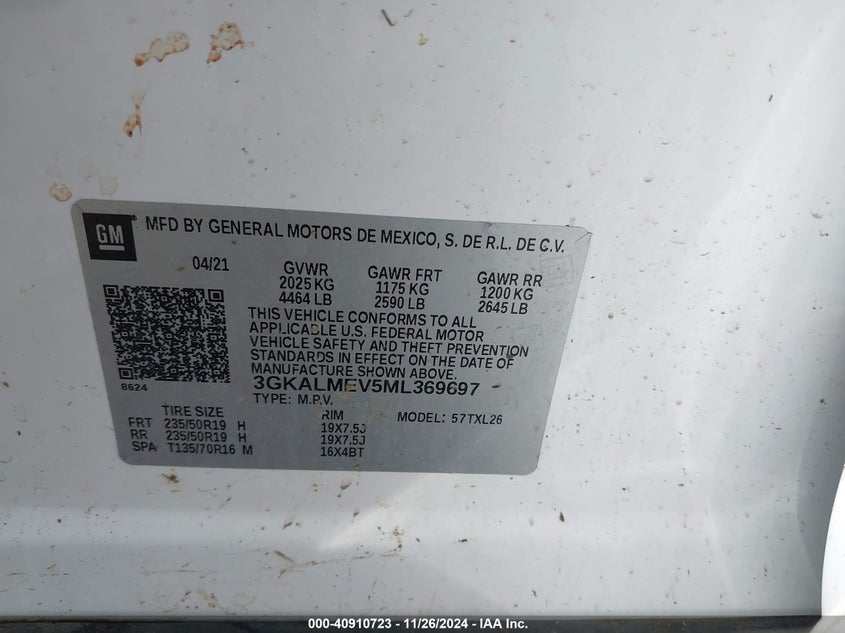 GM
MFD BY GENERAL MOTORS DE MEXICO, S. DE R.L. DE C.V.
04/21 GVWR GAWR FRT GAWR RR
2025 KG 1175 KG 1200 KG
4464 LB 2590 LB 2645 LB
THIS VEHICLE CONFORMS TO ALL
APPLICABLE U.S. FEDERAL MOTOR
VEHICLE SAFETY AND THEFT PREVENTION
STANDARDS IN EFFECT ON THE DATE OF
MANUFACTURE SHOWN ABOVE.
8624 3GKALMEV5ML369697
TYPE: M.P.V. MODEL: 57TXL26
TIRE SIZE RIM
FRT 235/50R19 H 19X7.5J
RR 235/50R19 H 19X7.5J
SPA T135/70R16 M 16X4BT
000-40910723 - 11/26/2024 - IAA Inc.